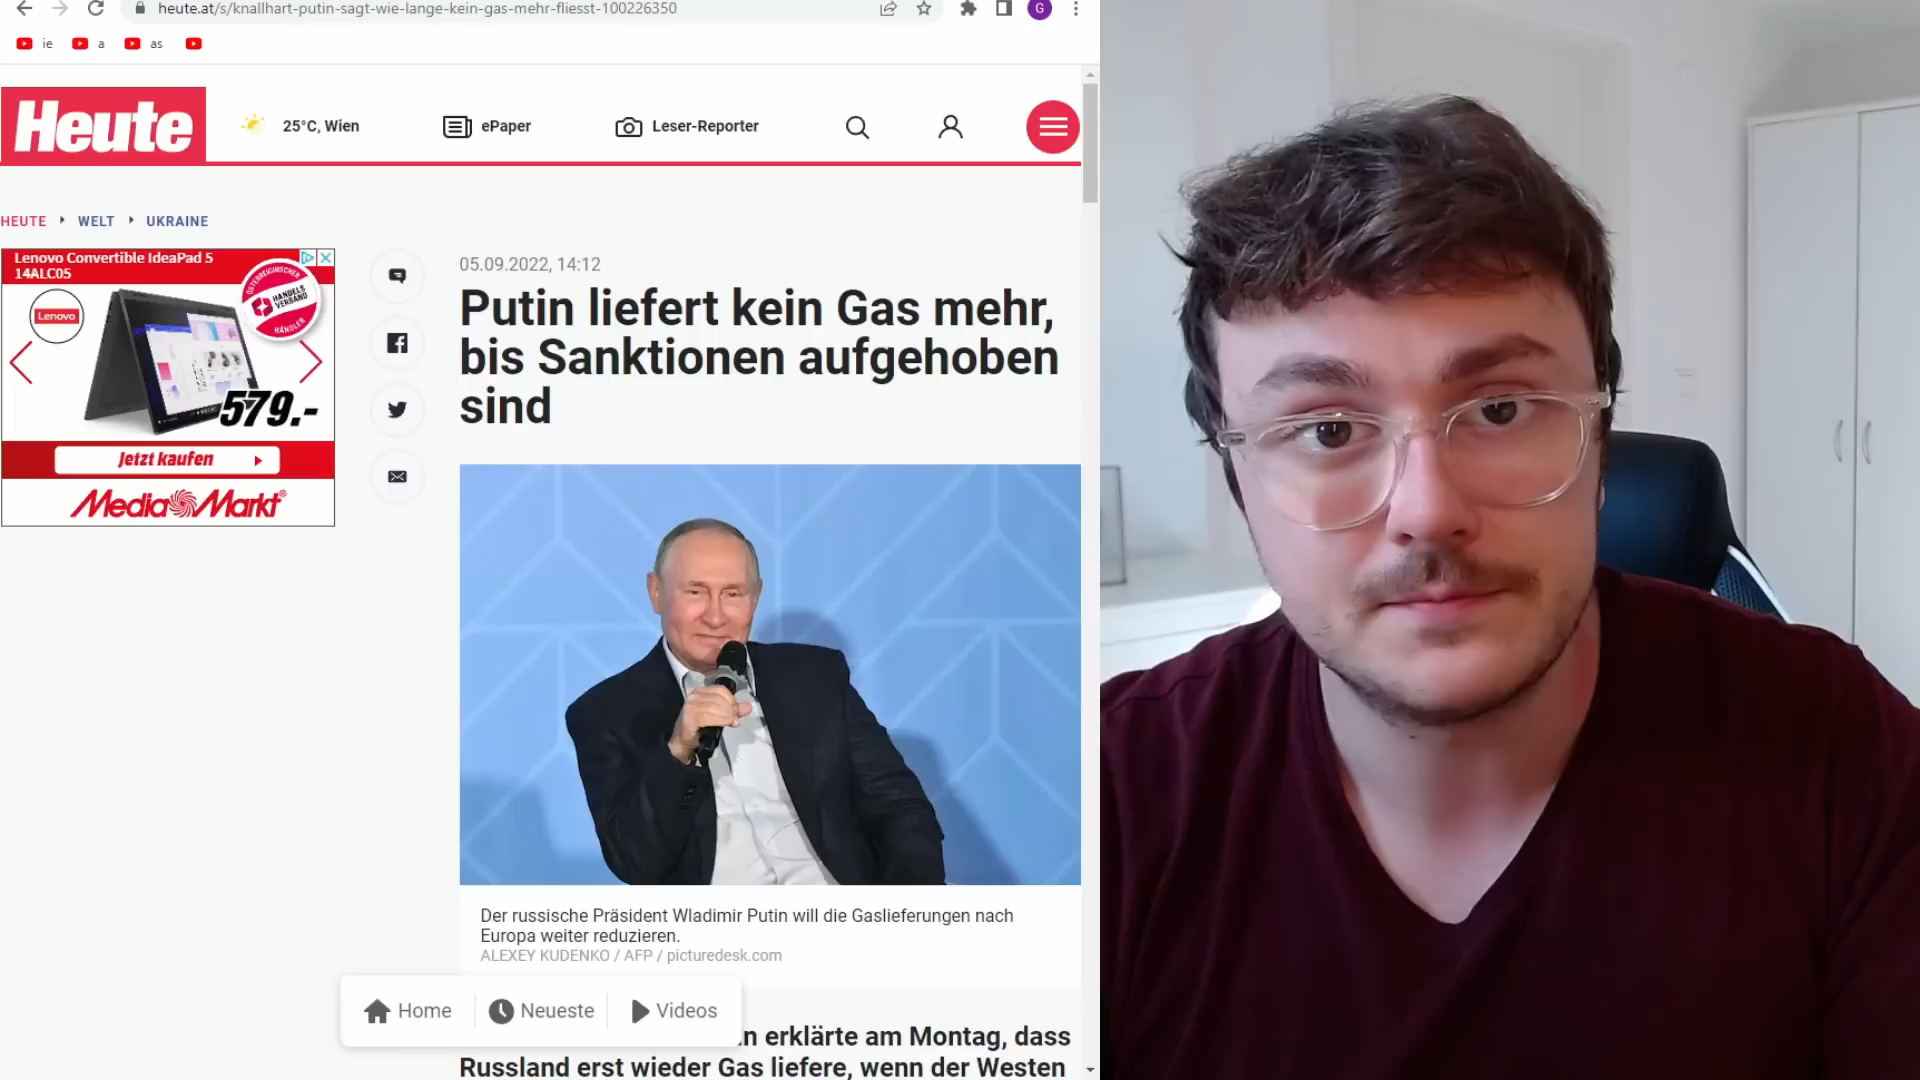 heute.at/s/knallhart-putin-sagt-wie-lange-kein-gas-mehr-fliesst-100226350
G
ie a as
Heute
25°C, Wien
ePaper
Leser-Reporter
HEUTE WELT UKRAINE
Lenovo Convertible IdeaPad 5
14ALC05
Lenovo
ÖSTERREICHISCHER
HANDELS
VERBAND
HÄNDLER
579.-
Jetzt kaufen
MediaMarkt
05.09.2022, 14:12
Putin liefert kein Gas mehr,
bis Sanktionen aufgehoben
sind
Der russische Präsident Wladimir Putin will die Gaslieferungen nach
Europa weiter reduzieren.
ALEXEY KUDENKO / AFP / picturedesk.com
Home Neueste Videos
erklärte am Montag, dass
Russland erst wieder Gas liefere, wenn der Westen